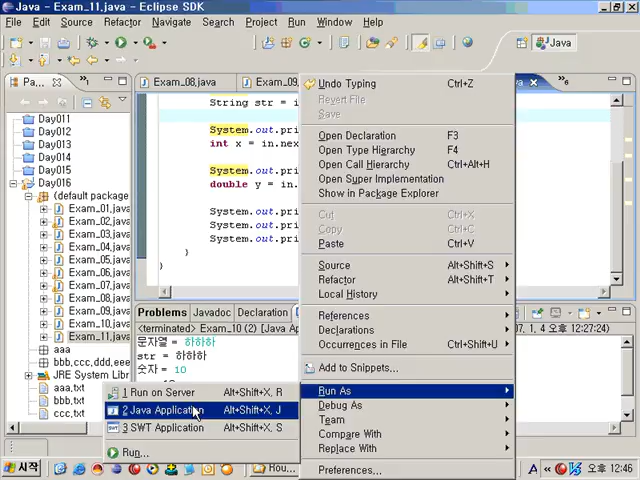 Java - Exam_11.java - Eclipse SDK
File Edit Source Refactor Navigate Search Project Run Window Help
Java
Pa...
Exam_08.java
Exam_09.
Day011
Day012
Day013
Day014
Day015
Day016
(default package
Exam_01.java
Exam_02.java
Exam_03.java
Exam_04.java
Exam_05.java
Exam_06.java
Exam_07.java
Exam_08.java
Exam_09.java
Exam_10.java
Exam_11.java
aaa
bbb,ccc,ddd,eee
JRE System Libra
aaa.txt
bbb.txt
ccc.txt
String str = i
System.out.pri
int x = in.nex
System.out.pri
double y = in.
System.out.pri
System.out.pri
System.out.pri
}
}
Problems Javadoc Declaration
<terminated> Exam_10 (2) [Java Ap
07, 1, 4 오후 12:27:24)
문자열 = 하하하
str = 하하하
숫자 = 10
Undo Typing Ctrl+Z
Revert File
Save
Open Declaration F3
Open Type Hierarchy F4
Open Call Hierarchy Ctrl+Alt+H
Open Super Implementation
Show in Package Explorer
Cut Ctrl+X
Copy Ctrl+C
Paste Ctrl+V
Source Alt+Shift+S
Refactor Alt+Shift+T
Local History
References
Declarations
Occurrences in File Ctrl+Shift+U
Add to Snippets...
Run As
Debug As
Team
Compare With
Replace With
Preferences...
1 Run on Server Alt+Shift+X, R
2 Java Application Alt+Shift+X, J
3 SWT Application Alt+Shift+X, S
Run...
시작
Hou...
A
오후 12:46